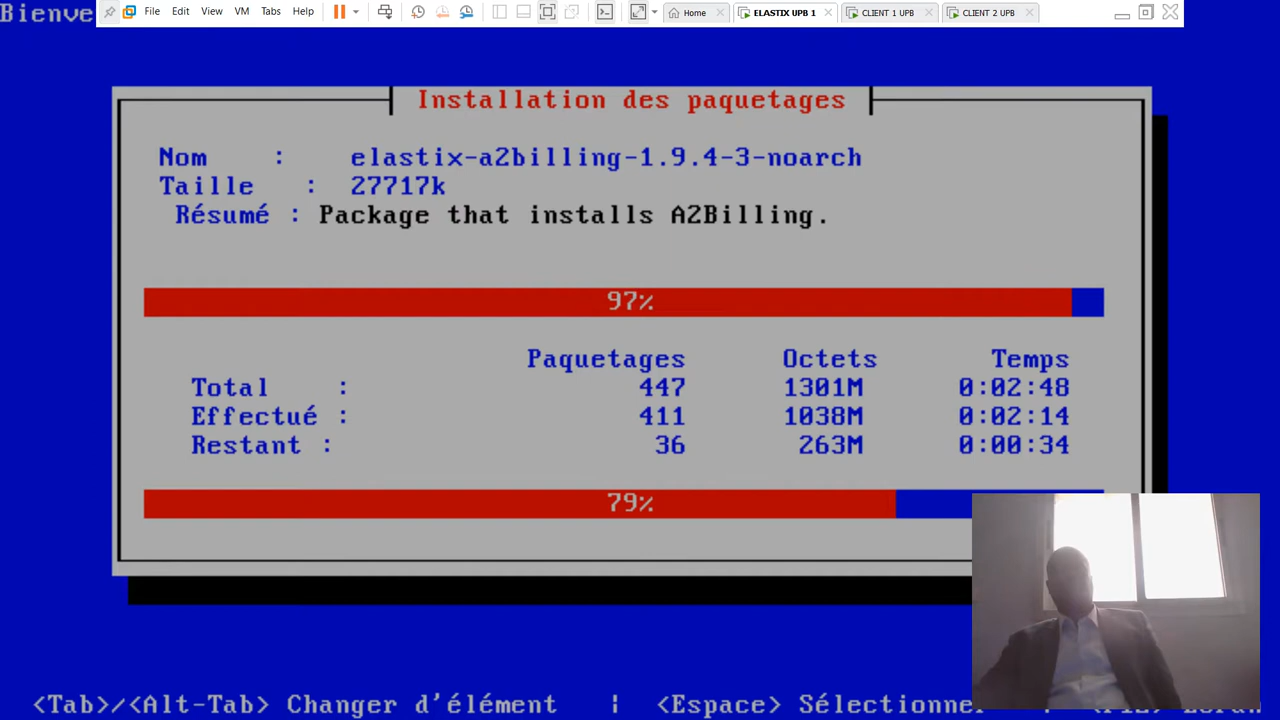 Bienve
File Edit View VM Tabs Help
Home
ELASTIX UPB 1
CLIENT 1 UPB
CLIENT 2 UPB
Installation des paquetages
Nom : elastix-a2billing-1.9.4-3-noarch
Taille : 27717k
Résumé : Package that installs A2Billing.
97%
Paquetages Octets Temps
Total : 447 1301M 0:02:48
Effectué : 411 1038M 0:02:14
Restant : 36 263M 0:00:34
79%
<Tab>/<Alt-Tab> Changer d'élément | <Espace> Sélectionner